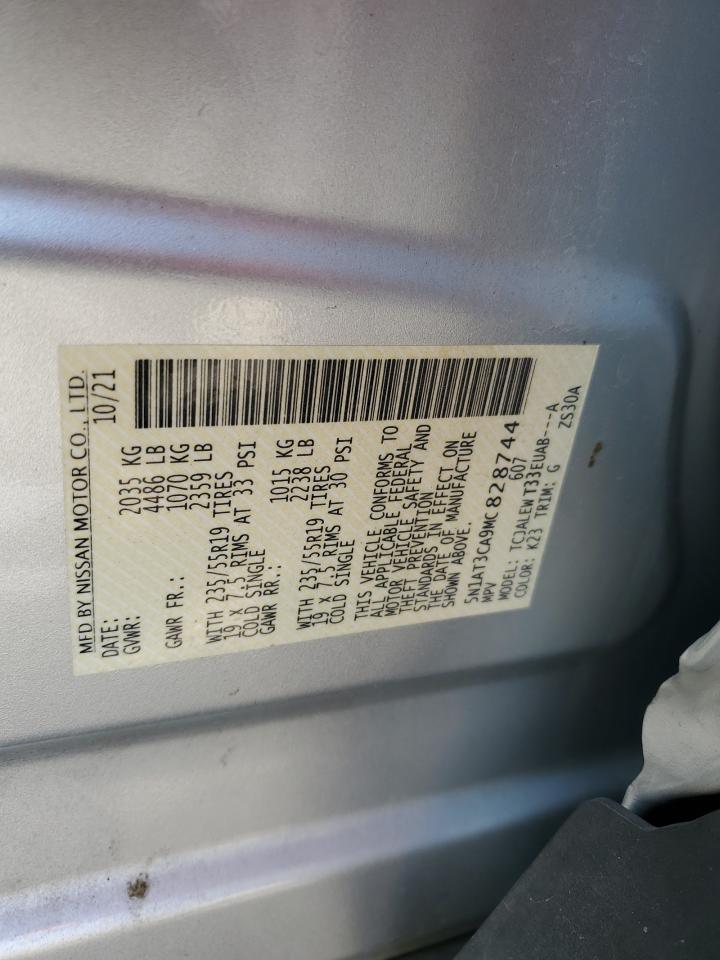 MFD BY NISSAN MOTOR CO., LTD.
DATE: 10/21
GVWR: 2035 KG
4486 LB
GAWR FR.: 1070 KG
2359 LB
WITH 235/55R19 TIRES
19 X 7.5 RIMS AT 33 PSI
COLD SINGLE
GAWR RR.: 1015 KG
2238 LB
WITH 235/55R19 TIRES
19 X 7.5 RIMS AT 30 PSI
COLD SINGLE
THIS VEHICLE CONFORMS TO
ALL APPLICABLE FEDERAL
MOTOR VEHICLE SAFETY AND
THEFT PREVENTION
STANDARDS IN EFFECT ON
THE DATE OF MANUFACTURE
SHOWN ABOVE.
5N1AT3CA9MC828744
MPV 607
MODEL: TCJALEWT33EUAB---A
COLOR: K23 TRIM: G ZS30A